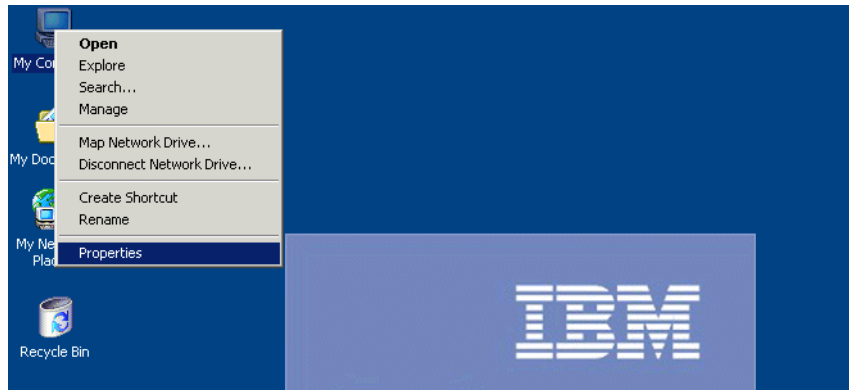 My Co
Open
Explore
Search...
Manage
Map Network Drive...
Disconnect Network Drive...
My Doc
Create Shortcut
Rename
My Ne
Plac
Properties
Recycle Bin
IBM